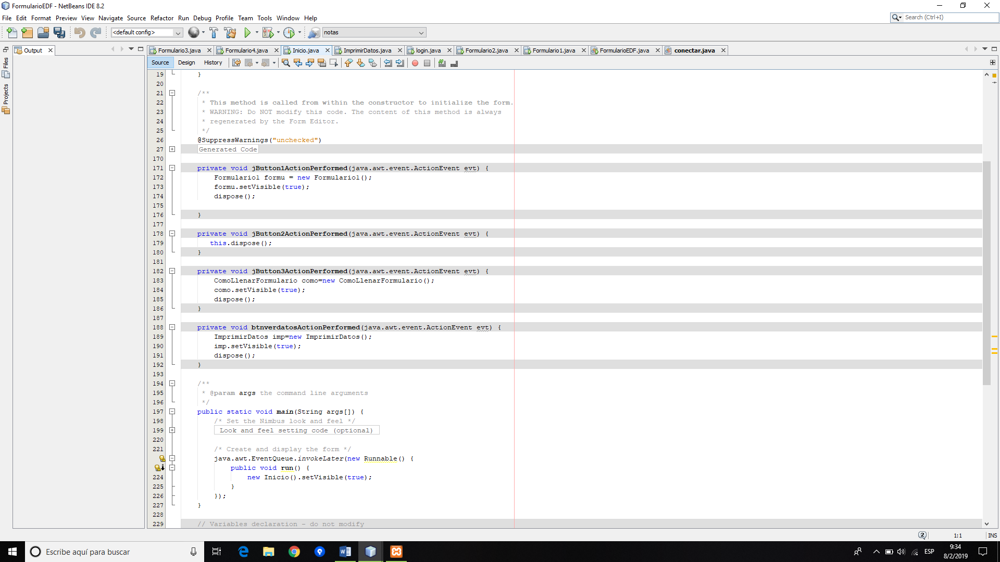 FormularioEDF - NetBeans IDE 8.2
File Edit Format Preview View Navigate Source Refactor Run Debug Profile Team Tools Window Help
Search (Ctrl+I)
<default config>
notas
Output
Formulario3.java Formulario4.java Inicio.java ImprimirDatos.java login.java Formulario2.java Formulario1.java FormularioEDF.java conectar.java
Files
Projects
Source Design History
19 }
20
21 /**
22 * This method is called from within the constructor to initialize the form.
23 * WARNING: Do NOT modify this code. The content of this method is always
24 * regenerated by the Form Editor.
25 */
26 @SuppressWarnings("unchecked")
27 Generated Code
170
171 private void jButton1ActionPerformed(java.awt.event.ActionEvent evt) {
172 Formulario1 formu = new Formulario1();
173 formu.setVisible(true);
174 dispose();
175
176 }
177
178 private void jButton2ActionPerformed(java.awt.event.ActionEvent evt) {
179 this.dispose();
180 }
181
182 private void jButton3ActionPerformed(java.awt.event.ActionEvent evt) {
183 ComoLlenarFormulario como=new ComoLlenarFormulario();
184 como.setVisible(true);
185 dispose();
186 }
187
188 private void btnverdatosActionPerformed(java.awt.event.ActionEvent evt) {
189 ImprimirDatos imp=new ImprimirDatos();
190 imp.setVisible(true);
191 dispose();
192 }
193
194 /**
195 * @param args the command line arguments
196 */
197 public static void main(String args[]) {
198 /* Set the Nimbus look and feel */
199 Look and feel setting code (optional)
220
221 /* Create and display the form */
java.awt.EventQueue.invokeLater(new Runnable() {
public void run() {
224 new Inicio().setVisible(true);
225 }
226 });
227 }
228
229 // Variables declaration - do not modify
2 1:1 INS
Escribe aquí para buscar
ESP
9:34
8/2/2019